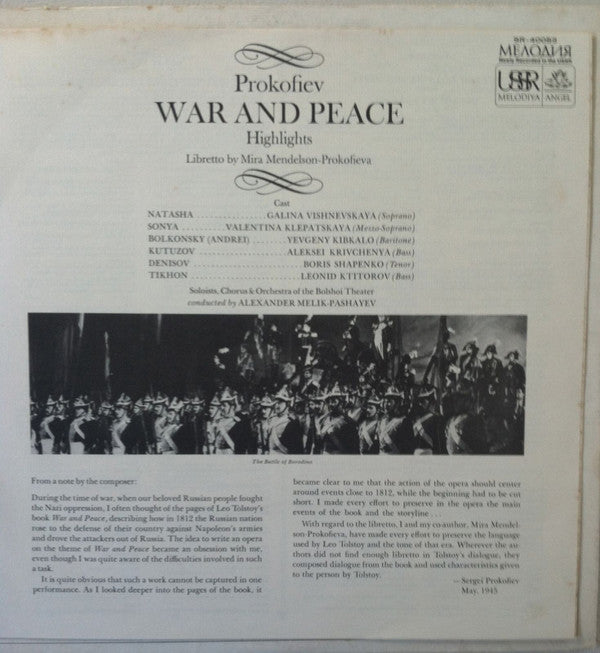 SR-40053
МЕЛОДИЯ
Newly Recorded in the USSR
USSR
MELODIYA ANGEL
Prokofiev
WAR AND PEACE
Highlights
Libretto by Mira Mendelson-Prokofieva
Cast
NATASHA . . . . . . . . . . . . . . . GALINA VISHNEVSKAYA (Soprano)
SONYA . . . . . . . . . . . . VALENTINA KLEPATSKAYA (Mezzo-Soprano)
BOLKONSKY (ANDREI) . . . . . . . YEVGENY KIBKALO (Baritone)
KUTUZOV . . . . . . . . . . . . . . . . . ALEKSEI KRIVCHENYA (Bass)
DENISOV . . . . . . . . . . . . . . . . . . . . BORIS SHAPENKO (Tenor)
TIKHON . . . . . . . . . . . . . . . . . . . . LEONID KTITOROV (Bass)
Soloists, Chorus & Orchestra of the Bolshoi Theater
conducted by ALEXANDER MELIK-PASHAYEV
The Battle of Borodino
From a note by the composer:
During the time of war, when our beloved Russian people fought
the Nazi oppression, I often thought of the pages of Leo Tolstoy's
book War and Peace, describing how in 1812 the Russian nation
rose to the defense of their country against Napoleon's armies
and drove the attackers out of Russia. The idea to write an opera
on the theme of War and Peace became an obsession with me,
even though I was quite aware of the difficulties involved in such
a task.
It is quite obvious that such a work cannot be captured in one
performance. As I looked deeper into the pages of the book, it
became clear to me that the action of the opera should center
around events close to 1812, while the beginning had to be cut
short. I made every effort to preserve in the opera the main
events of the book and the storyline . . .
With regard to the libretto, I and my co-author, Mira Mendel-
son-Prokofieva, have made every effort to preserve the language
used by Leo Tolstoy and the tone of that era. Wherever the au-
thors did not find enough libretto in Tolstoy's dialogue, they
composed dialogue from the book and used characteristics given
to the person by Tolstoy.
— Sergei Prokofiev
May, 1943